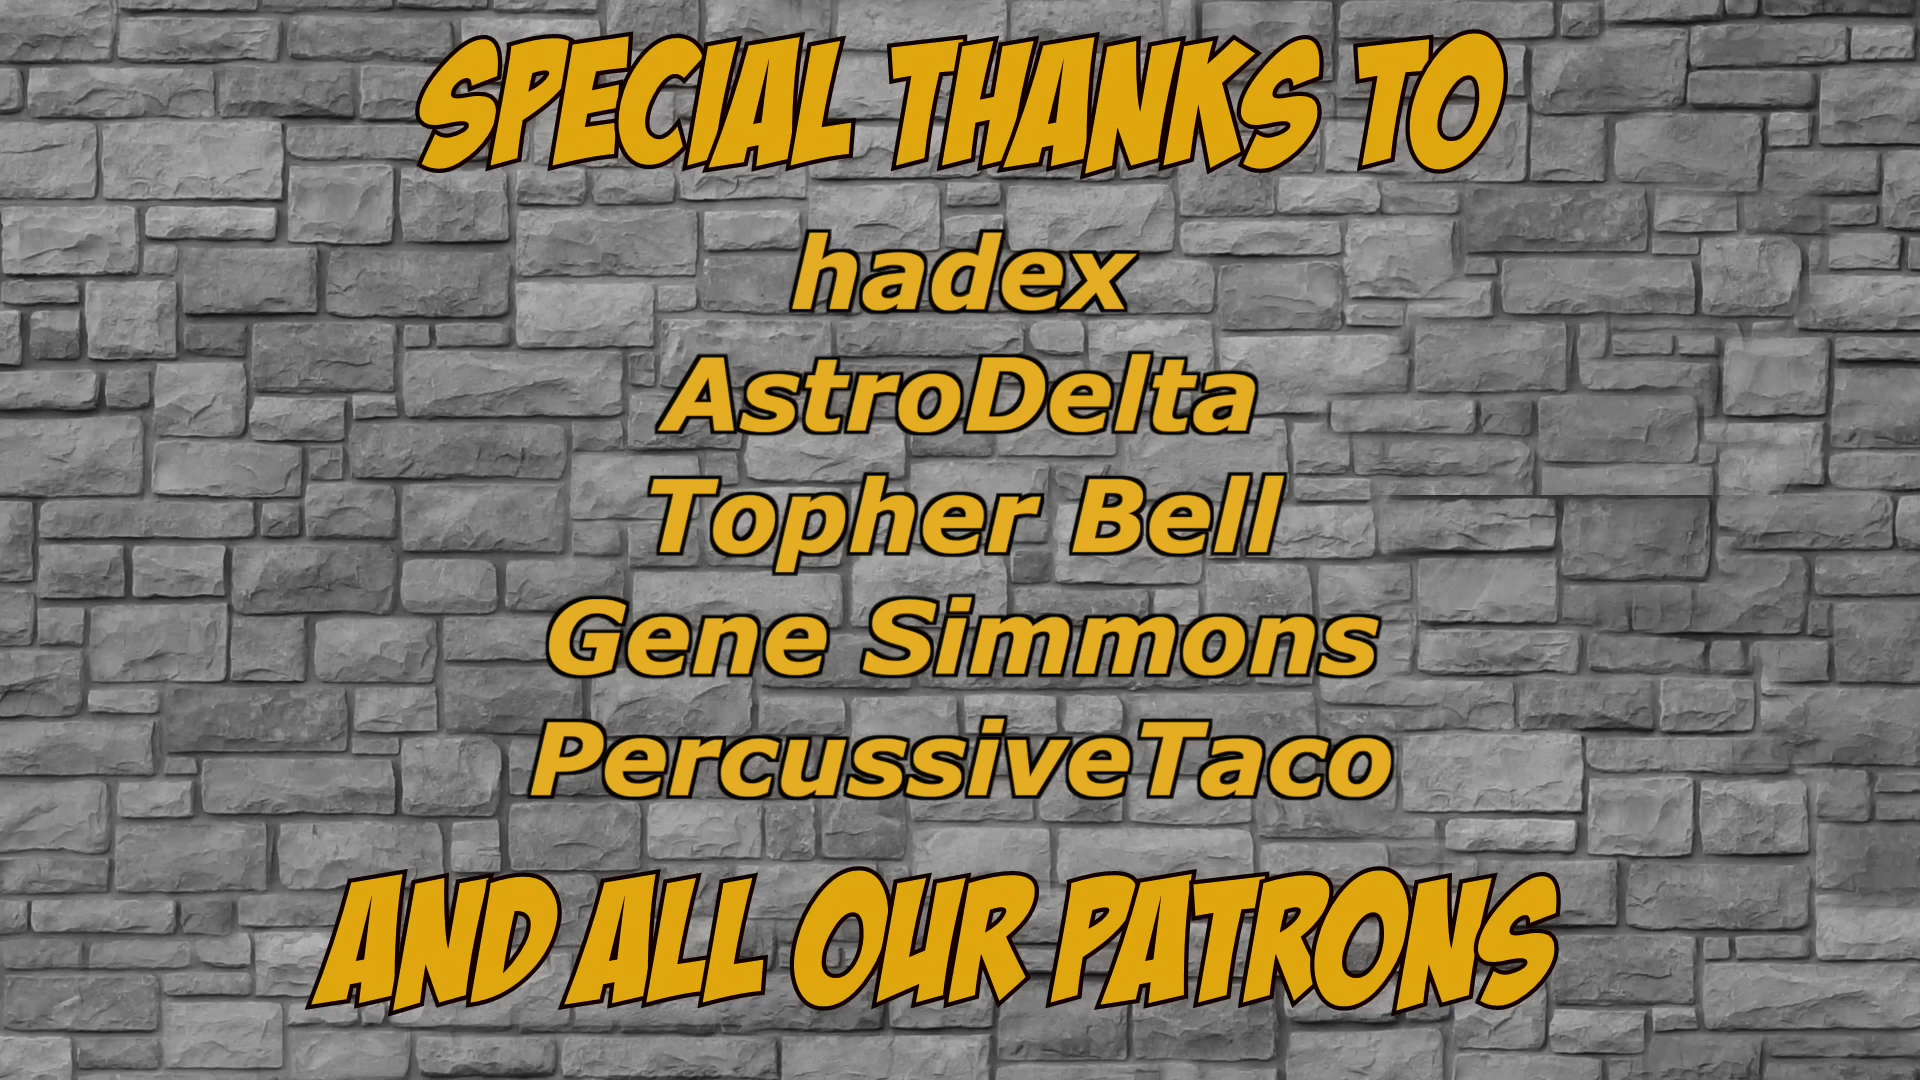 SPECIAL THANKS TO
hadex
AstroDelta
Topher Bell
Gene Simmons
PercussiveTaco
AND ALL OUR PATRONS